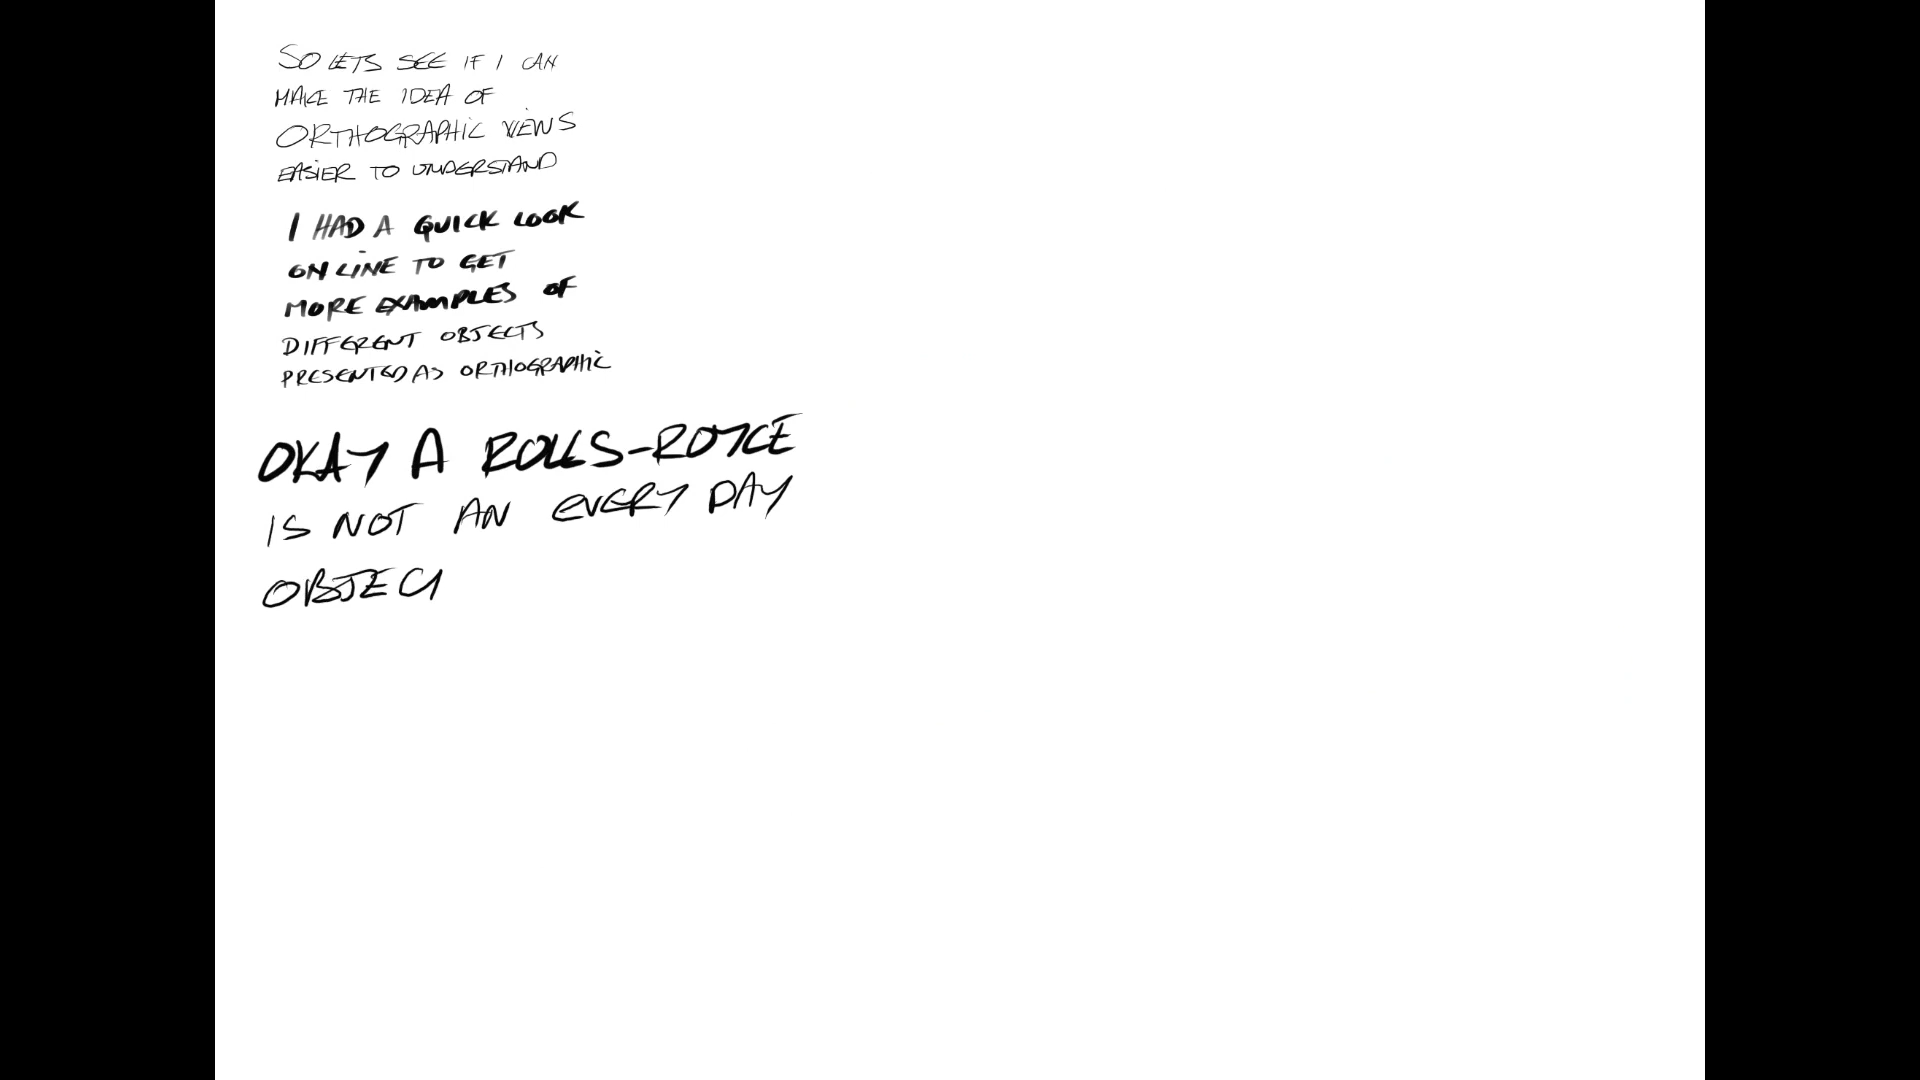 SO LETS SEE IF I CAN
MAKE THE IDEA OF
ORTHOGRAPHIC VIEWS
EASIER TO UNDERSTAND
I HAD A QUICK LOOK
ON LINE TO GET
MORE EXAMPLES OF
DIFFERENT OBJECTS
PRESENTED AS ORTHOGRAPHIC
OKAY A ROLLS-ROYCE
IS NOT AN EVERY DAY
OBJECT